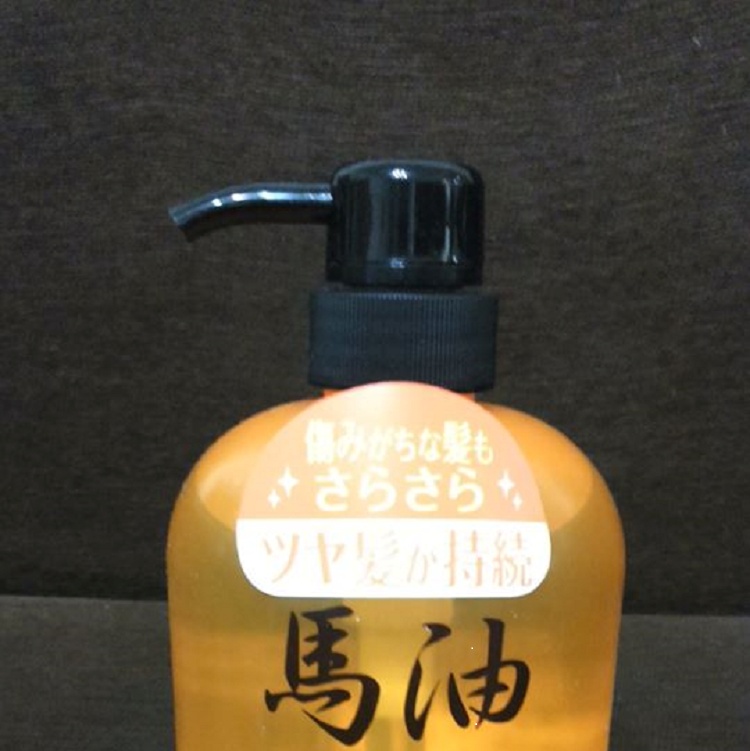 傷みがちな髪も
さらさら
ツヤ髪が持続
馬油